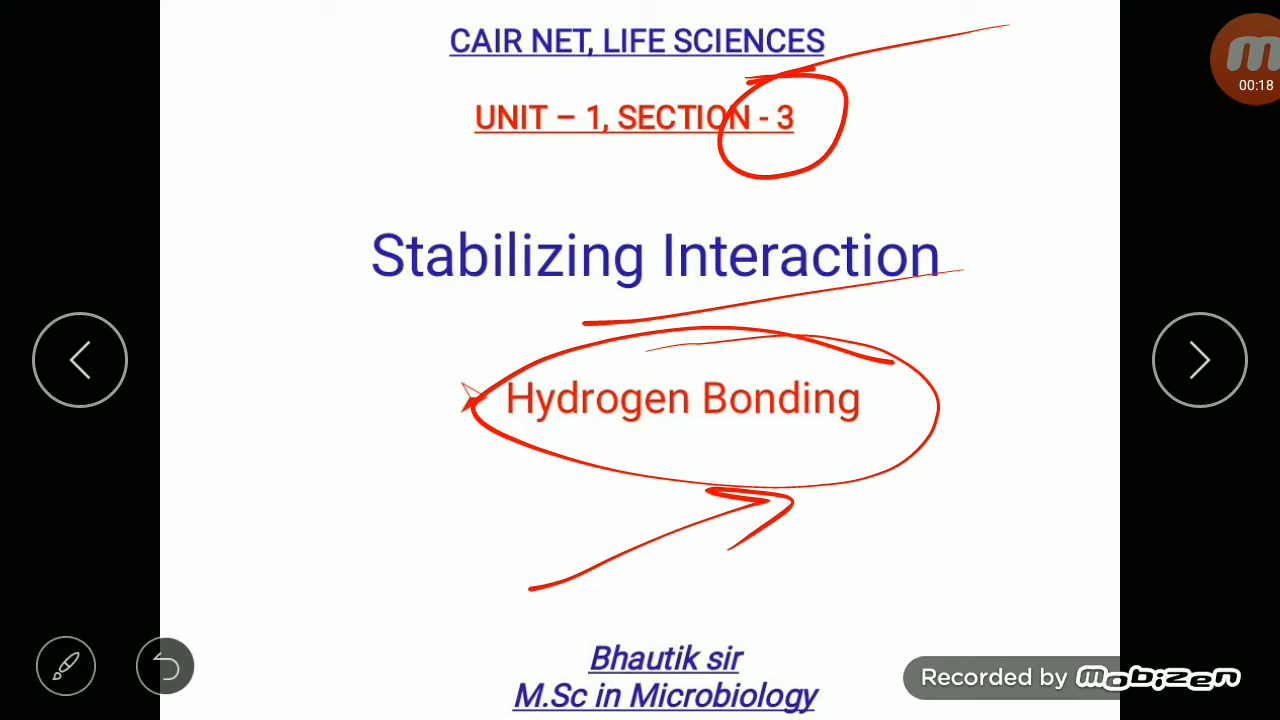 CAIR NET, LIFE SCIENCES
00:18
UNIT – 1, SECTION - 3
Stabilizing Interaction
Hydrogen Bonding
Bhautik sir
M.Sc in Microbiology
Recorded by mobizen